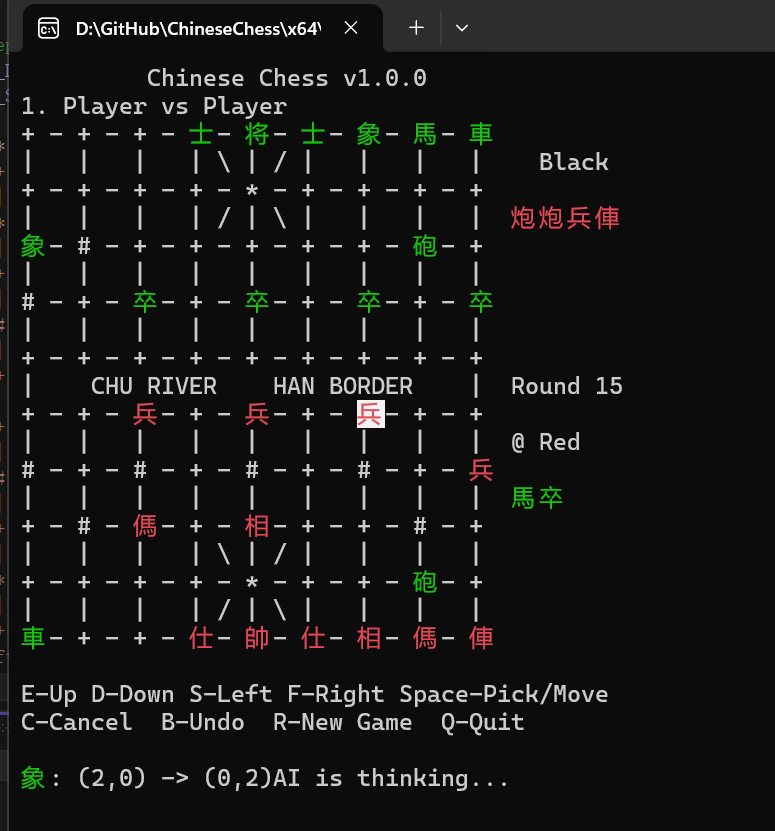 D:\GitHub\ChineseChess\x64\
Chinese Chess v1.0.0
1. Player vs Player
+ - + - + - 士- 将- 士- 象- 馬- 車
| | | | \ | / | | | | Black
+ - + - + - + - * - + - + - + - +
| | | | / | \ | | | | 炮炮兵俥
象- # - + - + - + - + - + - 砲- +
| | | | | | | | |
# - + - 卒- + - 卒- + - 卒- + - 卒
| | | | | | | | |
+ - + - + - + - + - + - + - + - +
| CHU RIVER HAN BORDER | Round 15
+ - + - 兵- + - 兵- + - 兵- + - +
| | | | | | | | | @ Red
# - + - # - + - # - + - # - + - 兵
| | | | | | | | | 馬卒
+ - # - 傌- + - 相- + - + - # - +
| | | | \ | / | | | |
+ - + - + - + - * - + - + - 砲- +
| | | | / | \ | | | |
車- + - + - 仕- 帥- 仕- 相- 傌- 俥
E-Up D-Down S-Left F-Right Space-Pick/Move
C-Cancel B-Undo R-New Game Q-Quit
象: (2,0) -> (0,2)AI is thinking...